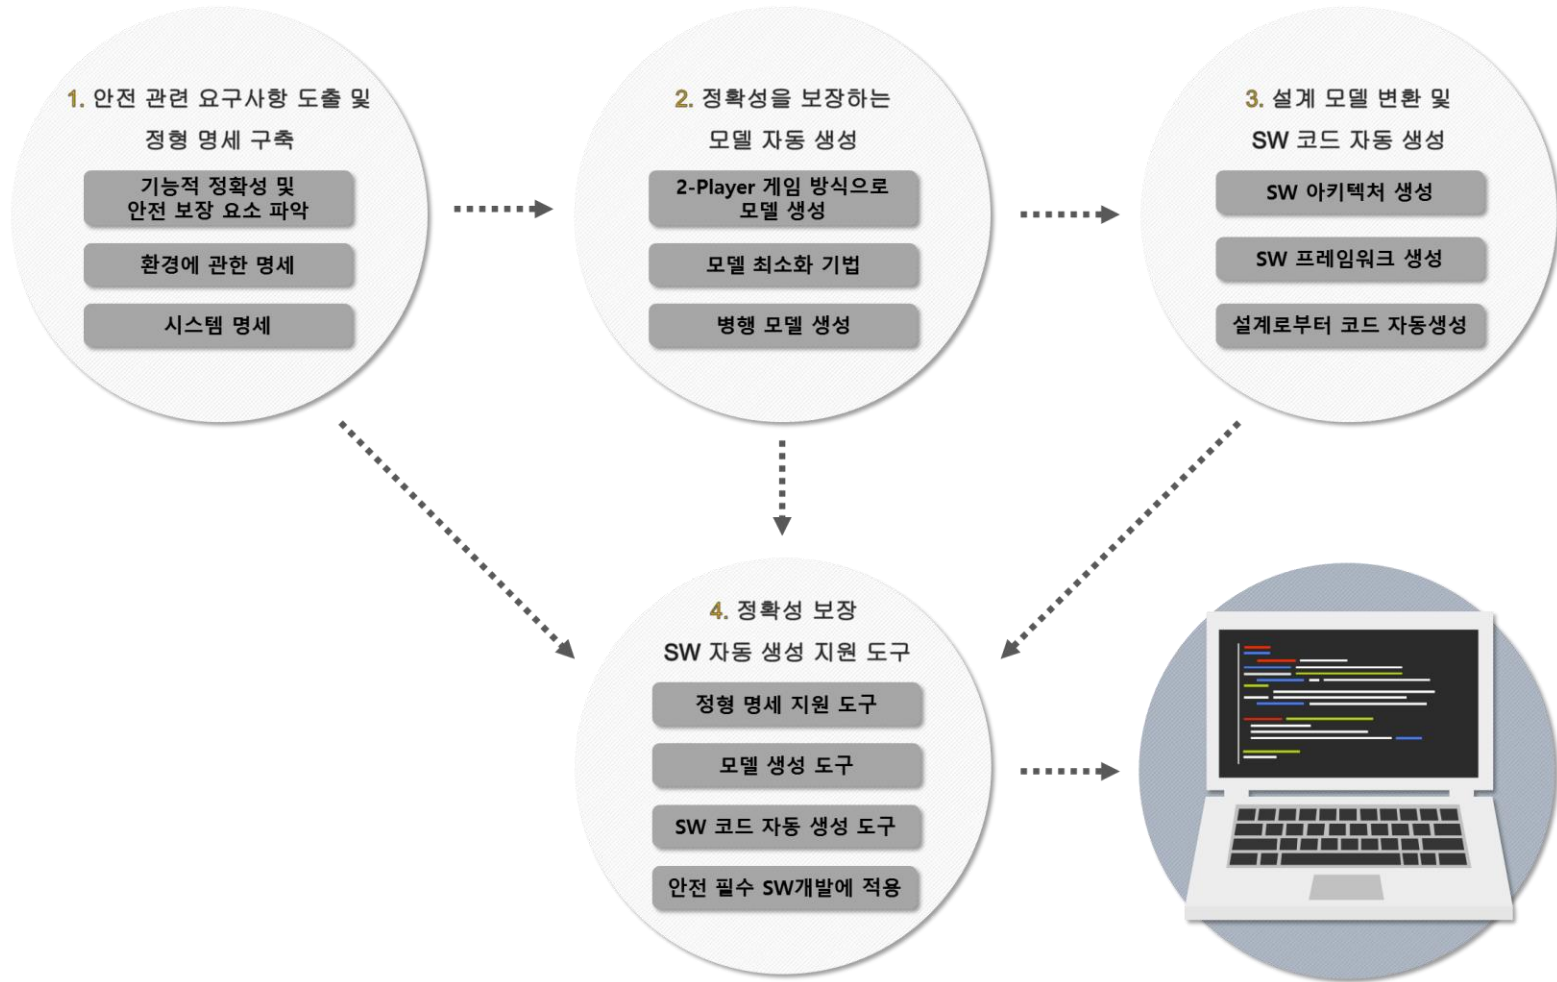 1. 안전 관련 요구사항 도출 및
정형 명세 구축
기능적 정확성 및
안전 보장 요소 파악
환경에 관한 명세
시스템 명세
2. 정확성을 보장하는
모델 자동 생성
2-Player 게임 방식으로
모델 생성
모델 최소화 기법
병행 모델 생성
3. 설계 모델 변환 및
SW 코드 자동 생성
SW 아키텍처 생성
SW 프레임워크 생성
설계로부터 코드 자동생성
4. 정확성 보장
SW 자동 생성 지원 도구
정형 명세 지원 도구
모델 생성 도구
SW 코드 자동 생성 도구
안전 필수 SW개발에 적용